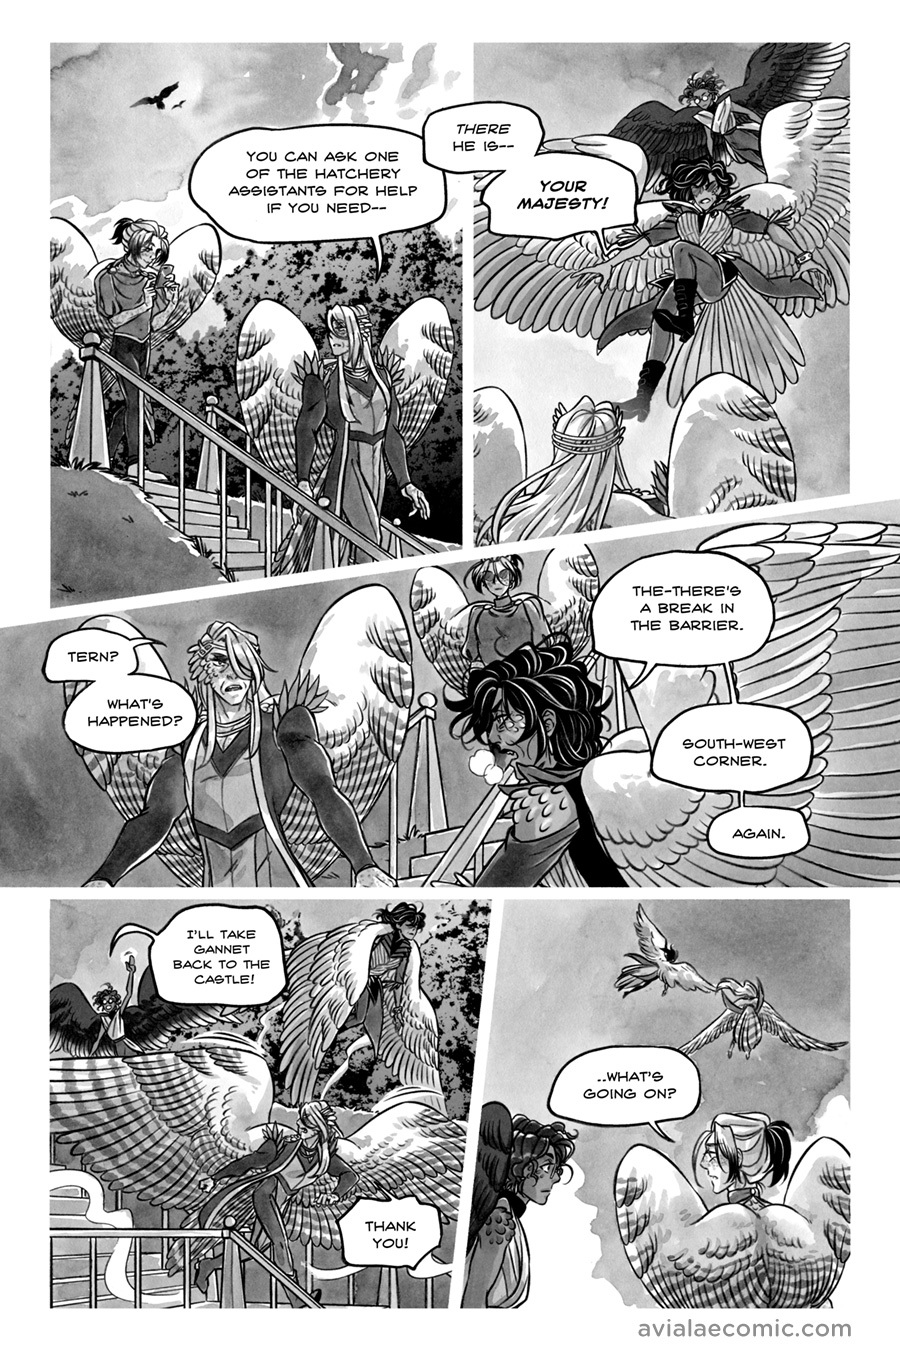 YOU CAN ASK ONE
OF THE HATCHERY
ASSISTANTS FOR HELP
IF YOU NEED--
THERE
HE IS--
YOUR
MAJESTY!
TERN?
WHAT'S
HAPPENED?
THE-THERE'S
A BREAK IN
THE BARRIER.
SOUTH-WEST
CORNER.
AGAIN.
I'LL TAKE
GANNET
BACK TO THE
CASTLE!
THANK
YOU!
..WHAT'S
GOING ON?
avialaecomic.com